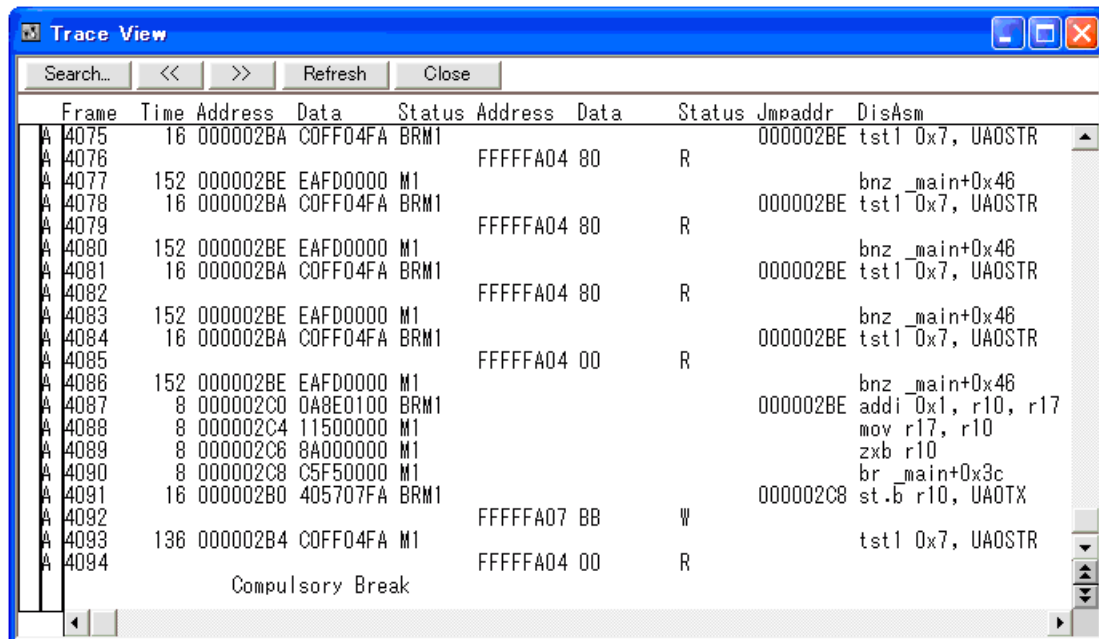 Trace View
Search... << >> Refresh Close
Frame Time Address Data Status Address Data Status Jmpaddr DisAsm
A 4075 16 000002BA C0FF04FA BRM1 000002BE tst1 0x7, UA0STR
A 4076 FFFFFA04 80 R
A 4077 152 000002BE EAFD0000 M1 bnz _main+0x46
A 4078 16 000002BA C0FF04FA BRM1 000002BE tst1 0x7, UA0STR
A 4079 FFFFFA04 80 R
A 4080 152 000002BE EAFD0000 M1 bnz _main+0x46
A 4081 16 000002BA C0FF04FA BRM1 000002BE tst1 0x7, UA0STR
A 4082 FFFFFA04 80 R
A 4083 152 000002BE EAFD0000 M1 bnz _main+0x46
A 4084 16 000002BA C0FF04FA BRM1 000002BE tst1 0x7, UA0STR
A 4085 FFFFFA04 00 R
A 4086 152 000002BE EAFD0000 M1 bnz _main+0x46
A 4087 8 000002C0 0A8E0100 BRM1 000002BE addi 0x1, r10, r17
A 4088 8 000002C4 11500000 M1 mov r17, r10
A 4089 8 000002C6 8A000000 M1 zxb r10
A 4090 8 000002C8 C5F50000 M1 br _main+0x3c
A 4091 16 000002B0 405707FA BRM1 000002C8 st.b r10, UA0TX
A 4092 FFFFFA07 BB W
A 4093 136 000002B4 C0FF04FA M1 tst1 0x7, UA0STR
A 4094 FFFFFA04 00 R
Compulsory Break